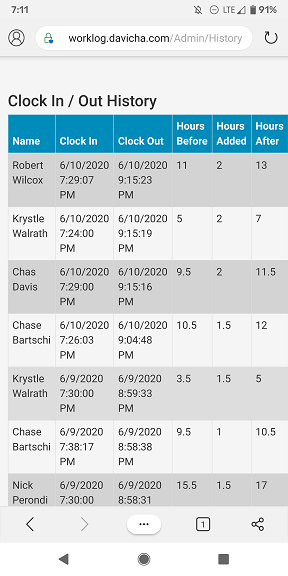 7:11 LTE 91%
worklog.davicha.com/Admin/History
Clock In / Out History
Name Clock In Clock Out Hours Before Hours Added Hours After
Robert Wilcox 6/10/2020 7:29:07 PM 6/10/2020 9:15:23 PM 11 2 13
Krystle Walrath 6/10/2020 7:24:00 PM 6/10/2020 9:15:19 PM 5 2 7
Chas Davis 6/10/2020 7:29:00 PM 6/10/2020 9:15:16 PM 9.5 2 11.5
Chase Bartschi 6/10/2020 7:26:03 PM 6/10/2020 9:04:48 PM 10.5 1.5 12
Krystle Walrath 6/9/2020 7:30:00 PM 6/9/2020 8:59:33 PM 3.5 1.5 5
Chase Bartschi 6/9/2020 7:38:17 PM 6/9/2020 8:58:38 PM 9.5 1 10.5
Nick Perondi 6/9/2020 7:30:00 6/9/2020 8:58:31 15.5 1.5 17
1